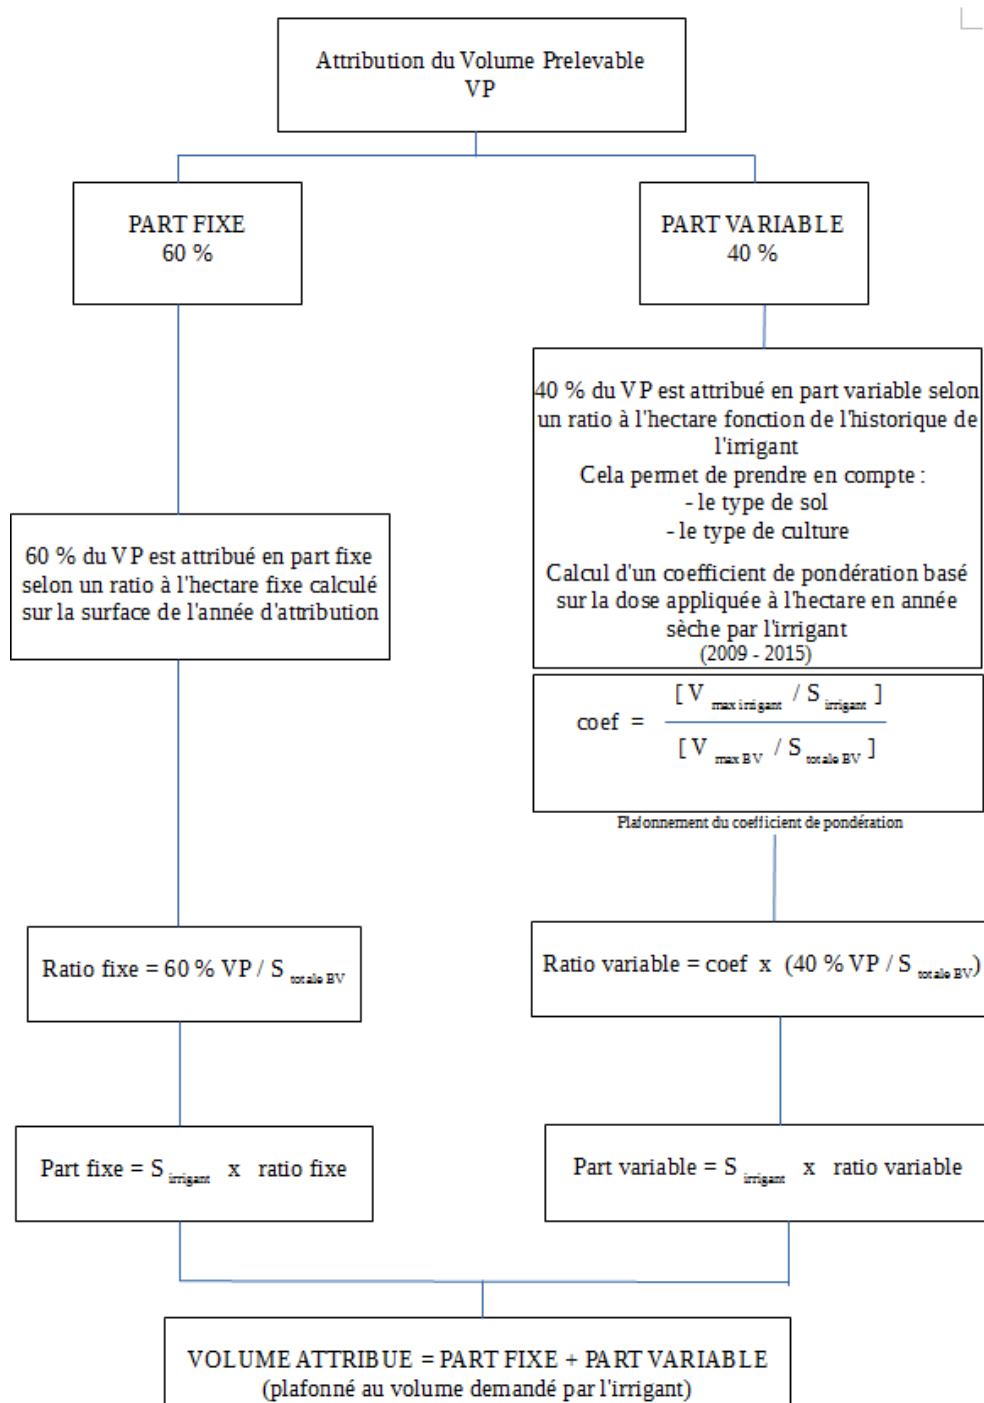 Attribution du Volume Prelevable
VP
PART FIXE
60 %
PART VARIABLE
40 %
40 % du VP est attribué en part variable selon
un ratio à l'hectare fonction de l'historique de
l'irrigant
Cela permet de prendre en compte :
- le type de sol
- le type de culture
60 % du VP est attribué en part fixe
selon un ratio à l'hectare fixe calculé
sur la surface de l'année d'attribution
Calcul d'un coefficient de pondération basé
sur la dose appliquée à l'hectare en année
sèche par l'irrigant
(2009 - 2015)
coef = [ V max irrigant / S irrigant ]
[ V max BV / S totale BV ]
Plafonnement du coefficient de pondération
Ratio fixe = 60 % VP / S totale BV
Ratio variable = coef x (40 % VP / S totale BV)
Part fixe = S irrigant x ratio fixe
Part variable = S irrigant x ratio variable
VOLUME ATTRIBUE = PART FIXE + PART VARIABLE
(plafonné au volume demandé par l'irrigant)